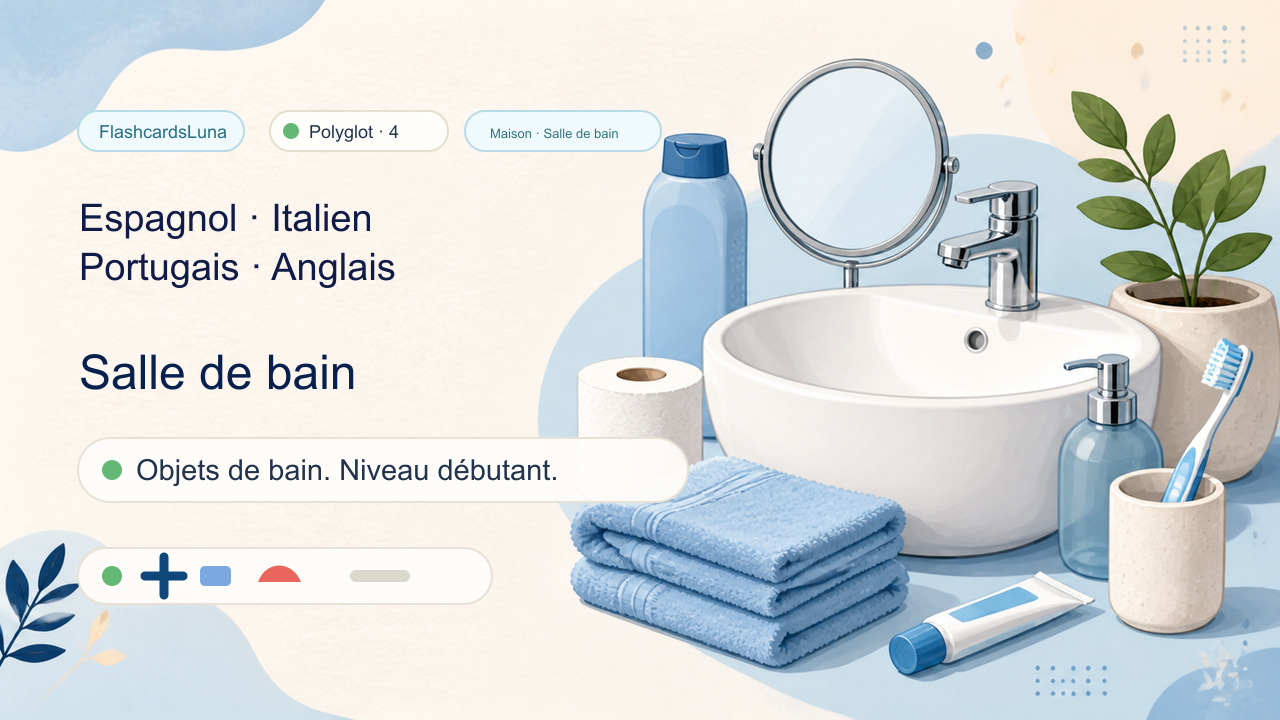 FlashcardsLuna
Polyglot · 4
Maison · Salle de bain
Espagnol · Italien
Portugais · Anglais
Salle de bain
Objets de bain. Niveau débutant.